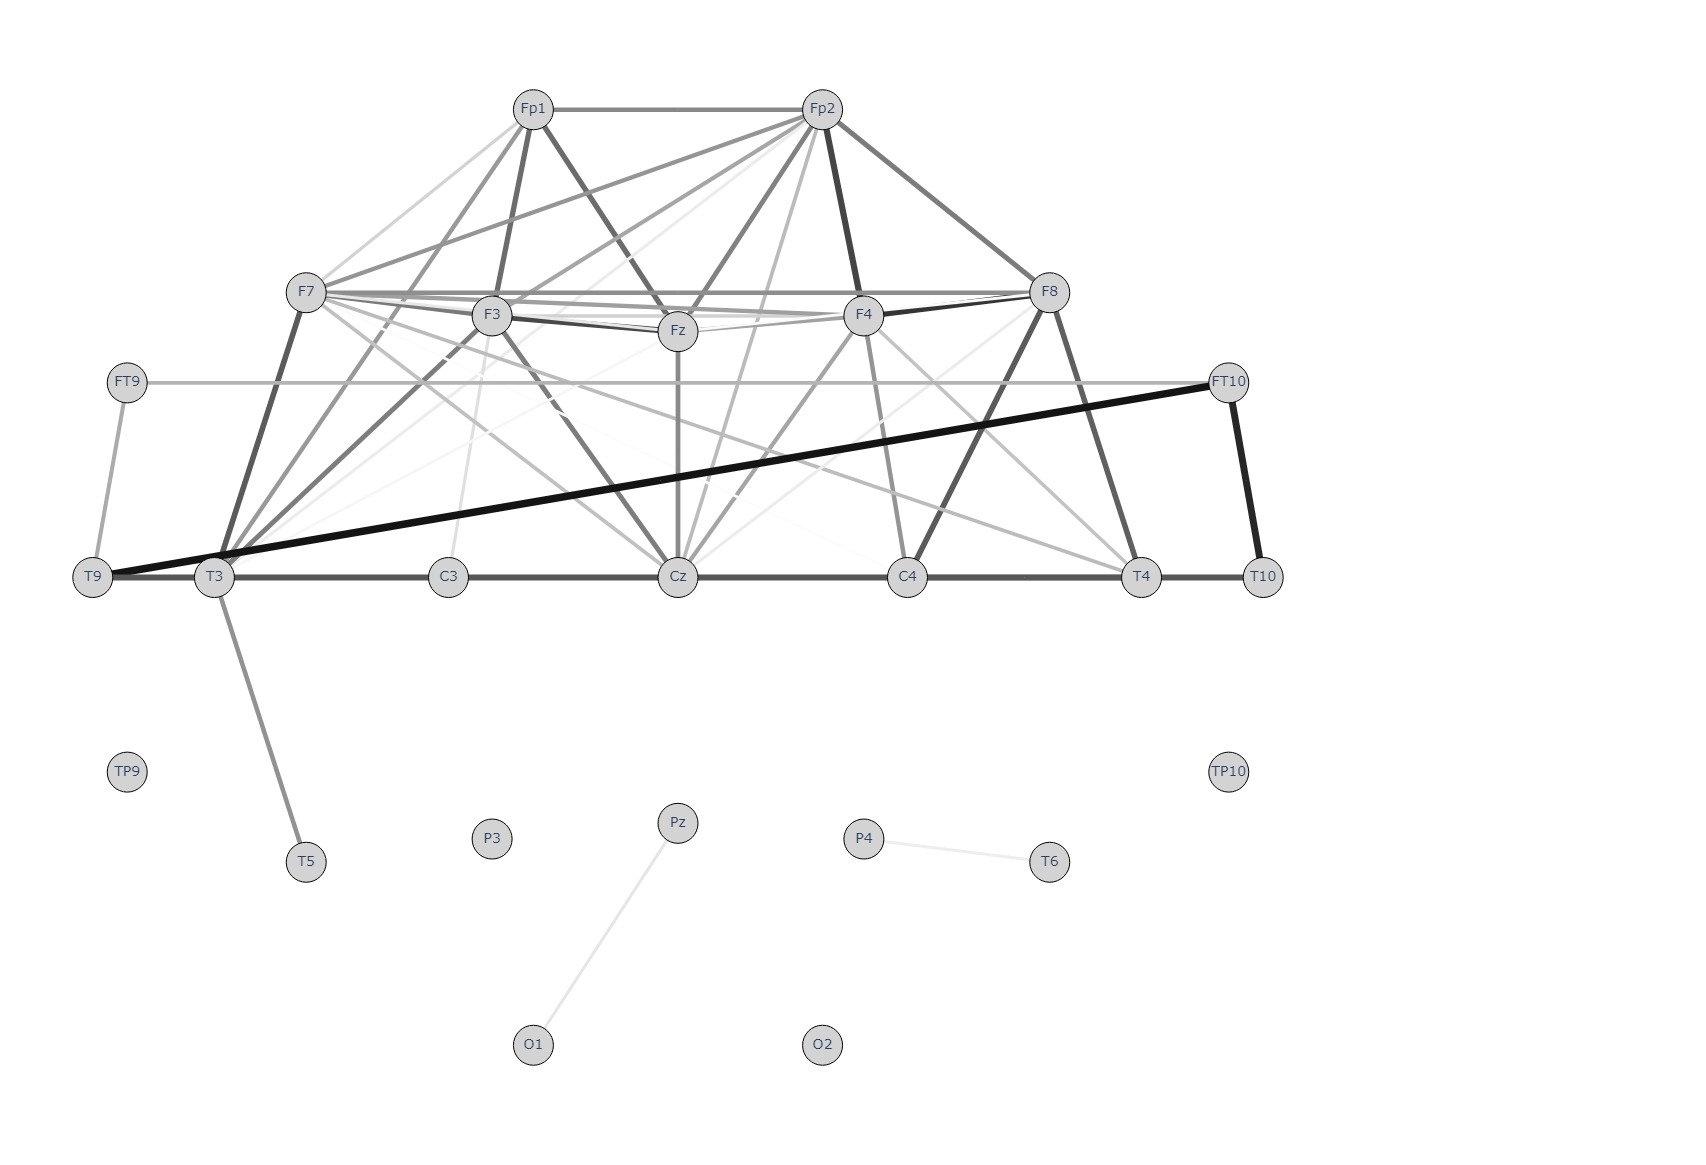 Fp1 Fp2
F7 F3 Fz F4 F8
FT9 FT10
T9 T3 C3 Cz C4 T4 T10
TP9 TP10
T5 P3 Pz P4 T6
O1 O2